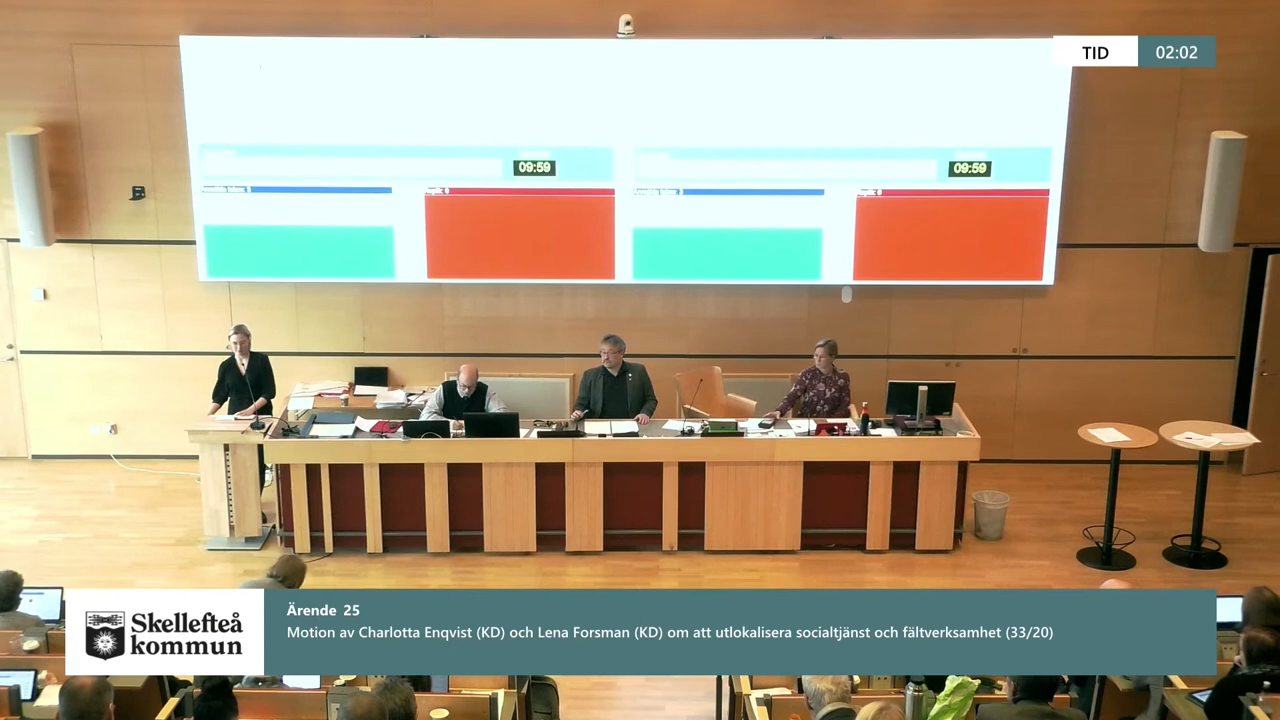 TID 02:02
09:59 09:59
Skellefteå
kommun
Ärende 25
Motion av Charlotta Enqvist (KD) och Lena Forsman (KD) om att utlokalisera socialtjänst och fältverksamhet (33/20)